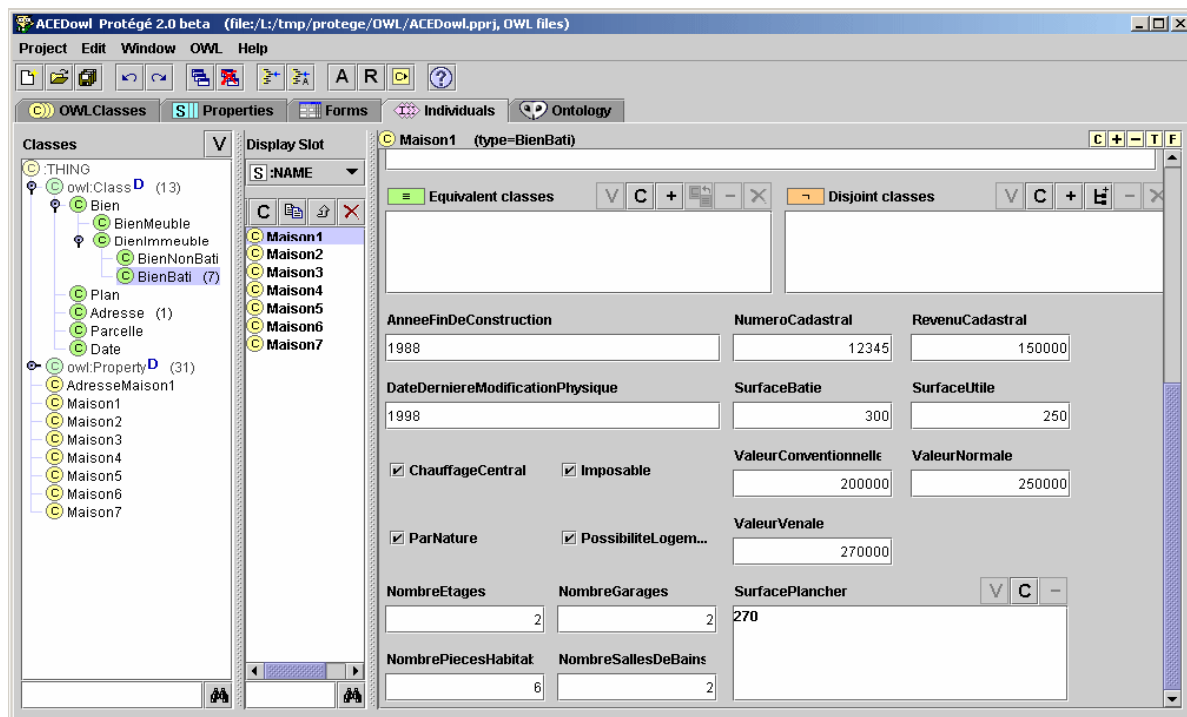 ACEDowl Protégé 2.0 beta (file:/L:/tmp/protege/OWL/ACEDowl.pprj, OWL files)
Project Edit Window OWL Help
A R ?
C OWLClasses S Properties Forms Individuals Ontology
Classes V
C :THING
C owl:Class D (13)
C Bien
C BienMeuble
C BienImmeuble
C BienNonBati
C BienBati (7)
C Plan
C Adresse (1)
C Parcelle
C Date
C owl:Property D (31)
C AdresseMaison1
C Maison1
C Maison2
C Maison3
C Maison4
C Maison5
C Maison6
C Maison7
Display Slot
S :NAME
C
C Maison1
C Maison2
C Maison3
C Maison4
C Maison5
C Maison6
C Maison7
C Maison1 (type=BienBati) C + − T F
≡ Equivalent classes V C + − ¬ Disjoint classes V C + −
AnneeFinDeConstruction NumeroCadastral RevenuCadastral
1988 12345 150000
DateDerniereModificationPhysique SurfaceBatie SurfaceUtile
1998 300 250
ChauffageCentral Imposable ValeurConventionnelle ValeurNormale
200000 250000
ParNature PossibiliteLogem... ValeurVenale
270000
NombreEtages NombreGarages SurfacePlancher V C −
2 2 270
NombrePiecesHabitak NombreSallesDeBains
6 2